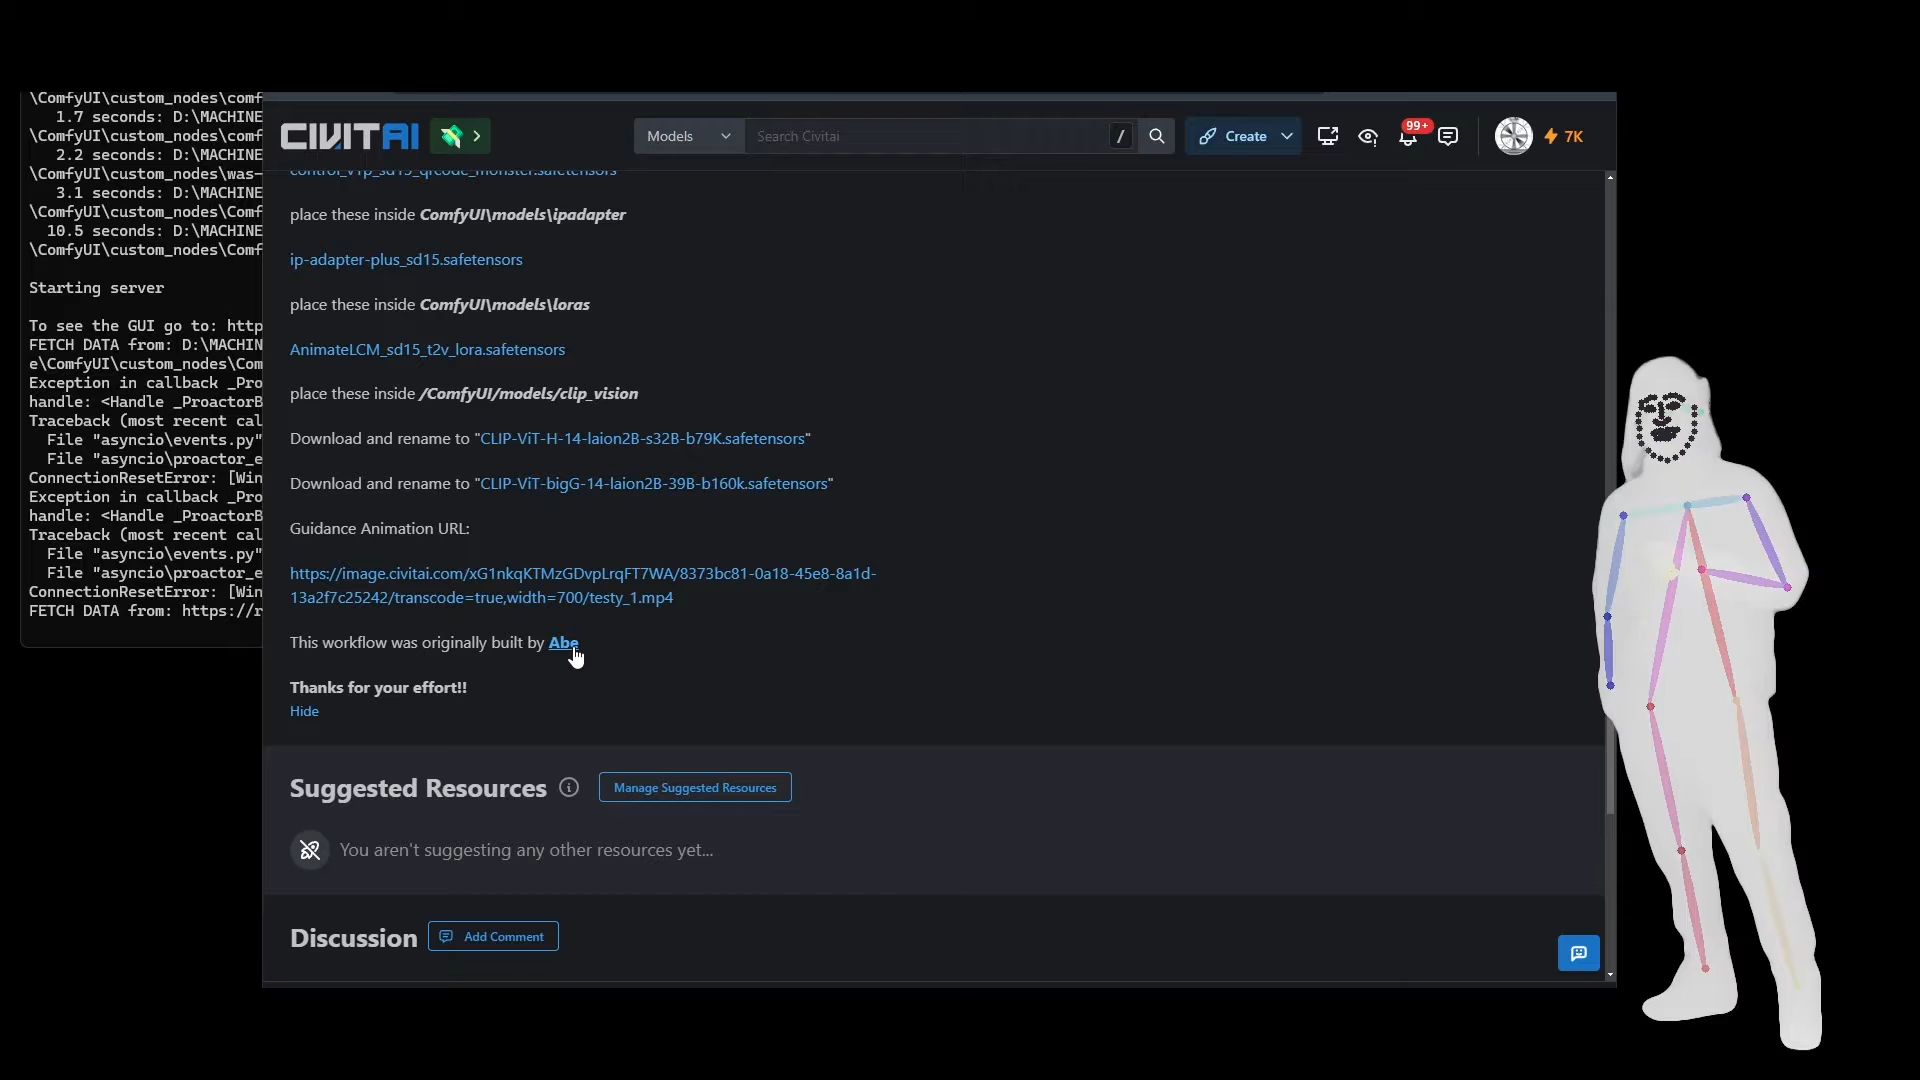 \ComfyUI\custom_nodes\comf
1.7 seconds: D:\MACHINE
\ComfyUI\custom_nodes\comf
2.2 seconds: D:\MACHINE
\ComfyUI\custom_nodes\was-
3.1 seconds: D:\MACHINE
\ComfyUI\custom_nodes\Comf
10.5 seconds: D:\MACHINE
\ComfyUI\custom_nodes\Comf
Starting server
To see the GUI go to: http
FETCH DATA from: D:\MACHIN
e\ComfyUI\custom_nodes\Com
Exception in callback _Pro
handle: <Handle _ProactorB
Traceback (most recent cal
File "asyncio\events.py"
File "asyncio\proactor_e
ConnectionResetError: [Win
Exception in callback _Pro
handle: <Handle _ProactorB
Traceback (most recent cal
File "asyncio\events.py"
File "asyncio\proactor_e
ConnectionResetError: [Win
FETCH DATA from: https://r
CIVITAI
Models
Search Civitai
/
Create
99+
7K
control_v1p_sd15_qrcode_monster.safetensors
place these inside ComfyUI\models\ipadapter
ip-adapter-plus_sd15.safetensors
place these inside ComfyUI\models\loras
AnimateLCM_sd15_t2v_lora.safetensors
place these inside /ComfyUI/models/clip_vision
Download and rename to "CLIP-ViT-H-14-laion2B-s32B-b79K.safetensors"
Download and rename to "CLIP-ViT-bigG-14-laion2B-39B-b160k.safetensors"
Guidance Animation URL:
https://image.civitai.com/xG1nkqKTMzGDvpLrqFT7WA/8373bc81-0a18-45e8-8a1d-
13a2f7c25242/transcode=true,width=700/testy_1.mp4
This workflow was originally built by Abe
Thanks for your effort!!
Hide
Suggested Resources
Manage Suggested Resources
You aren't suggesting any other resources yet...
Discussion
Add Comment